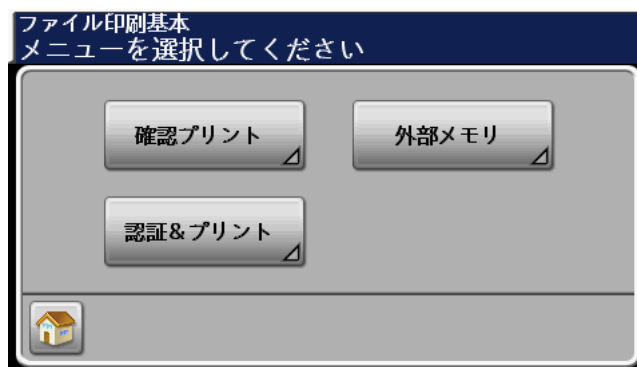 ファイル印刷基本
メニューを選択してください
確認プリント
外部メモリ
認証&プリント